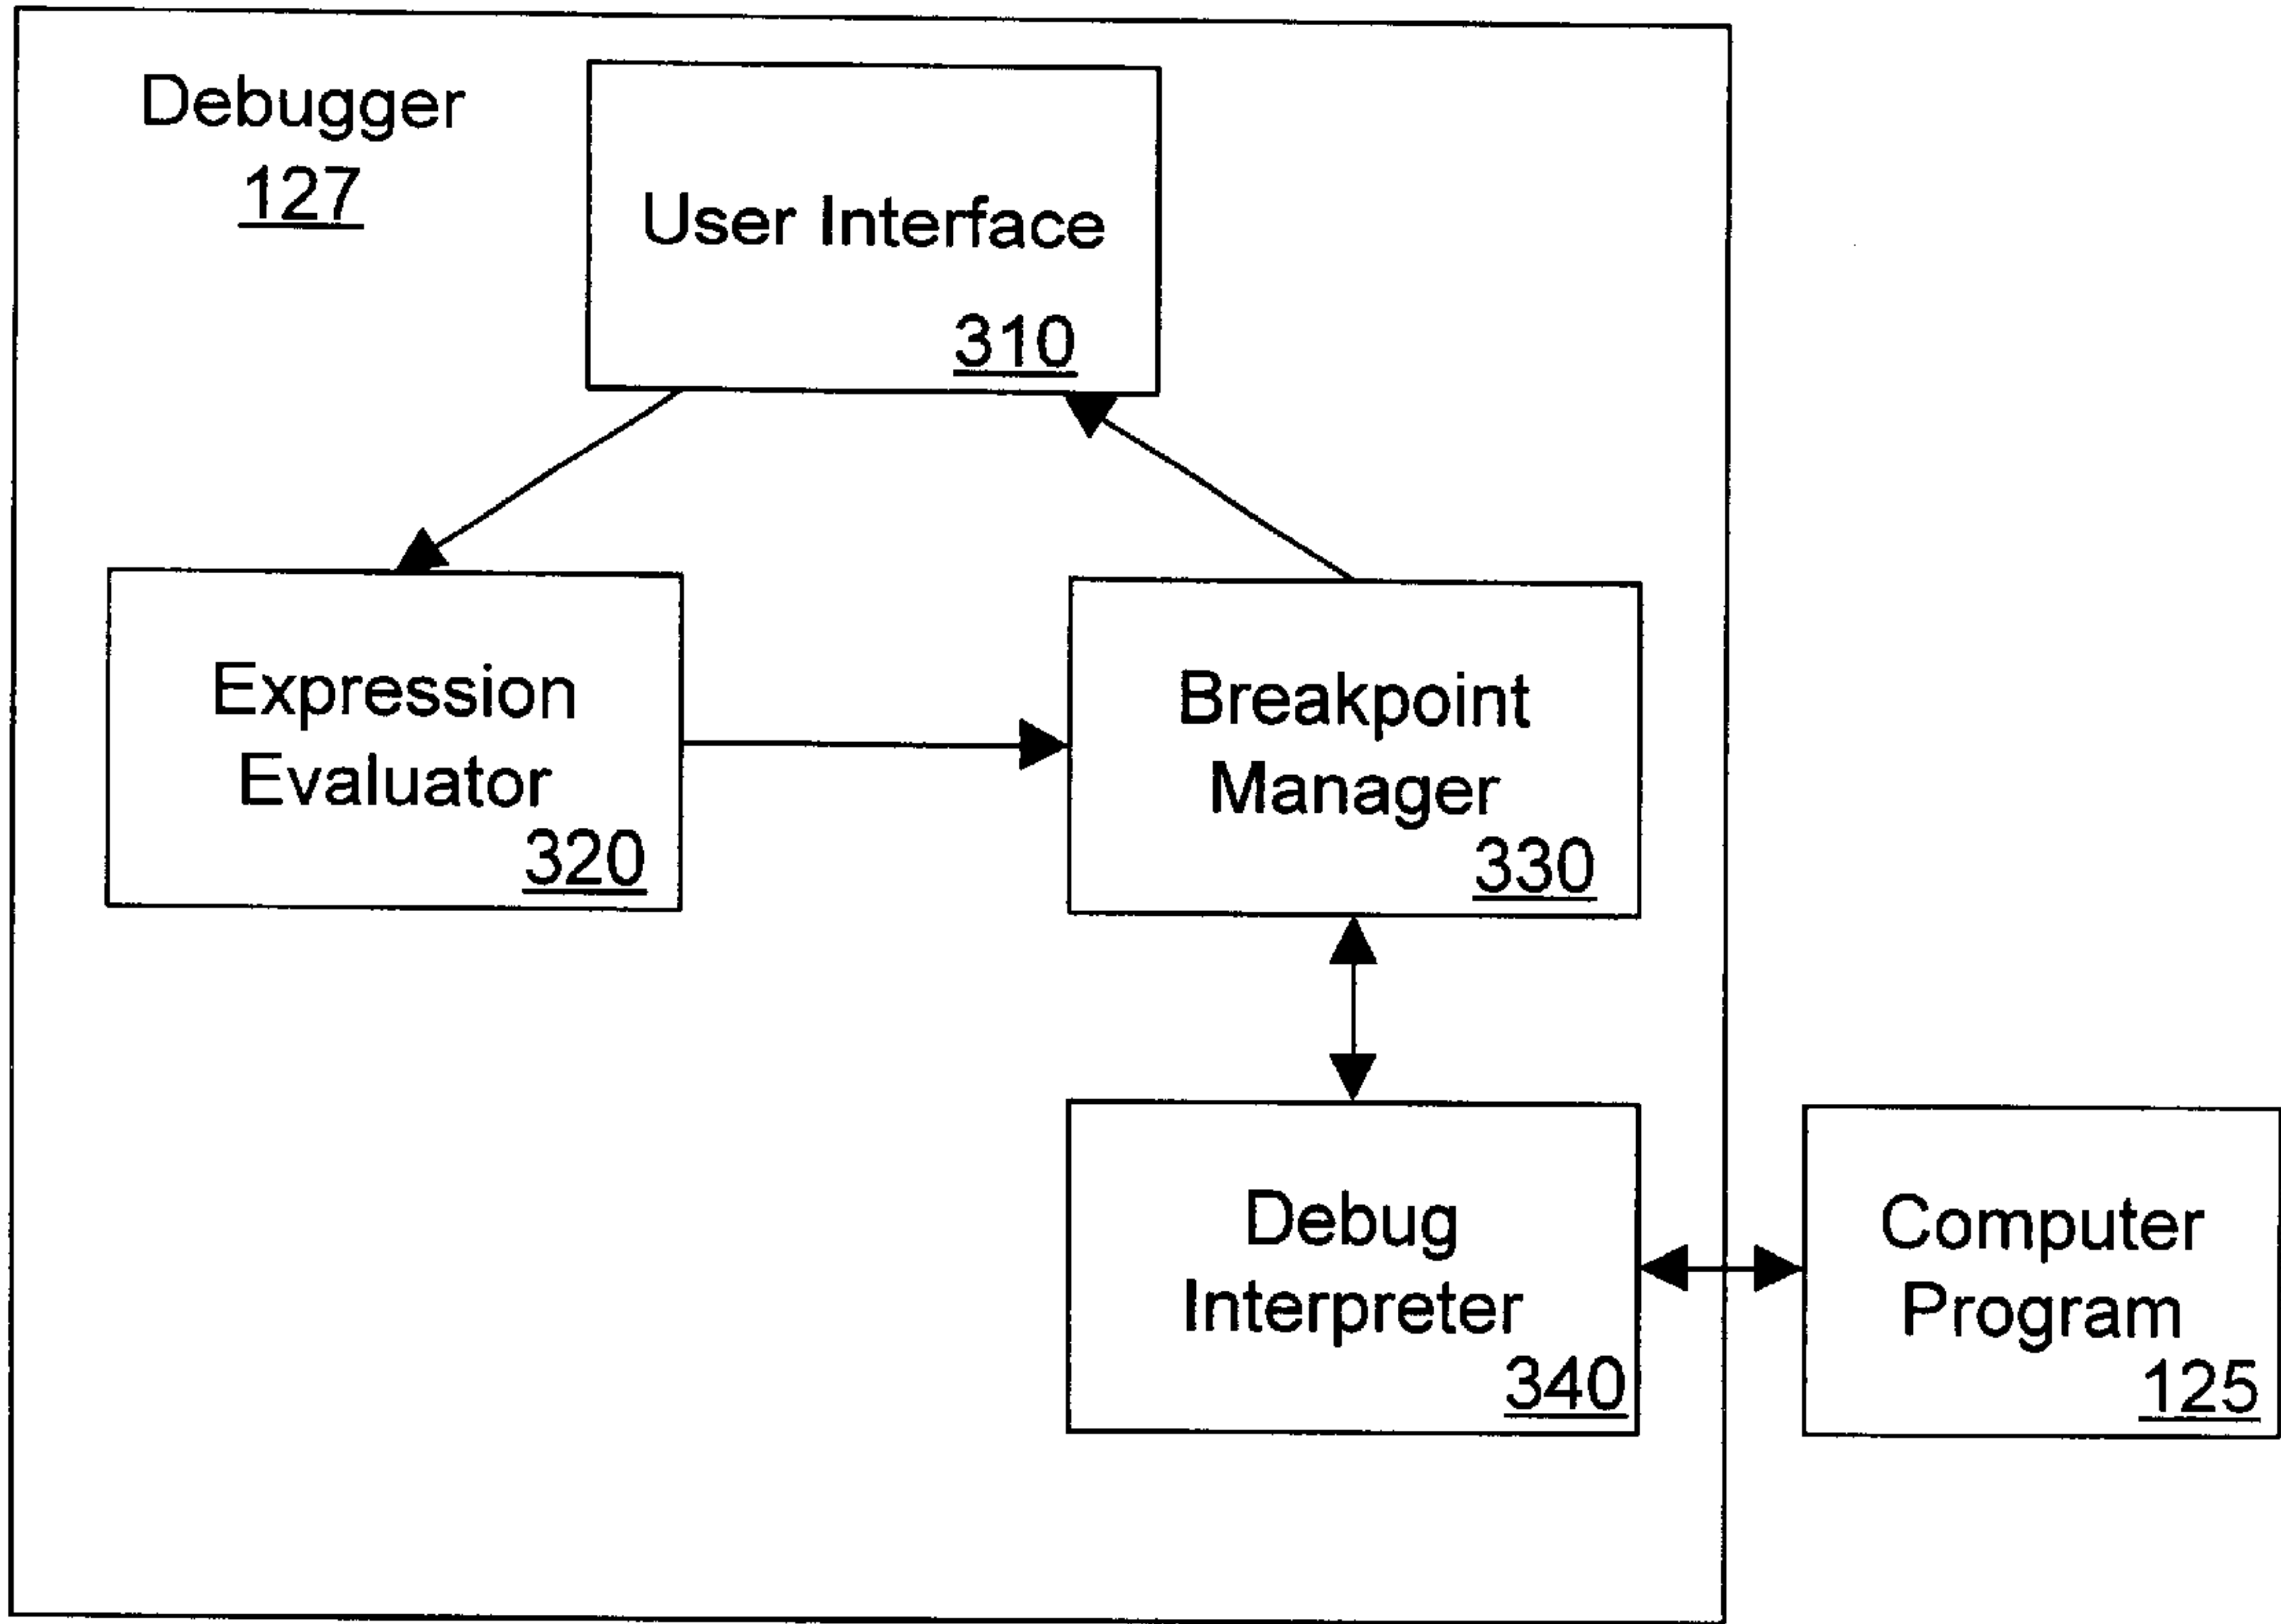 Debugger
127
User Interface
310
Expression
Evaluator
320
Breakpoint
Manager
330
Debug
Interpreter
340
Computer
Program
125